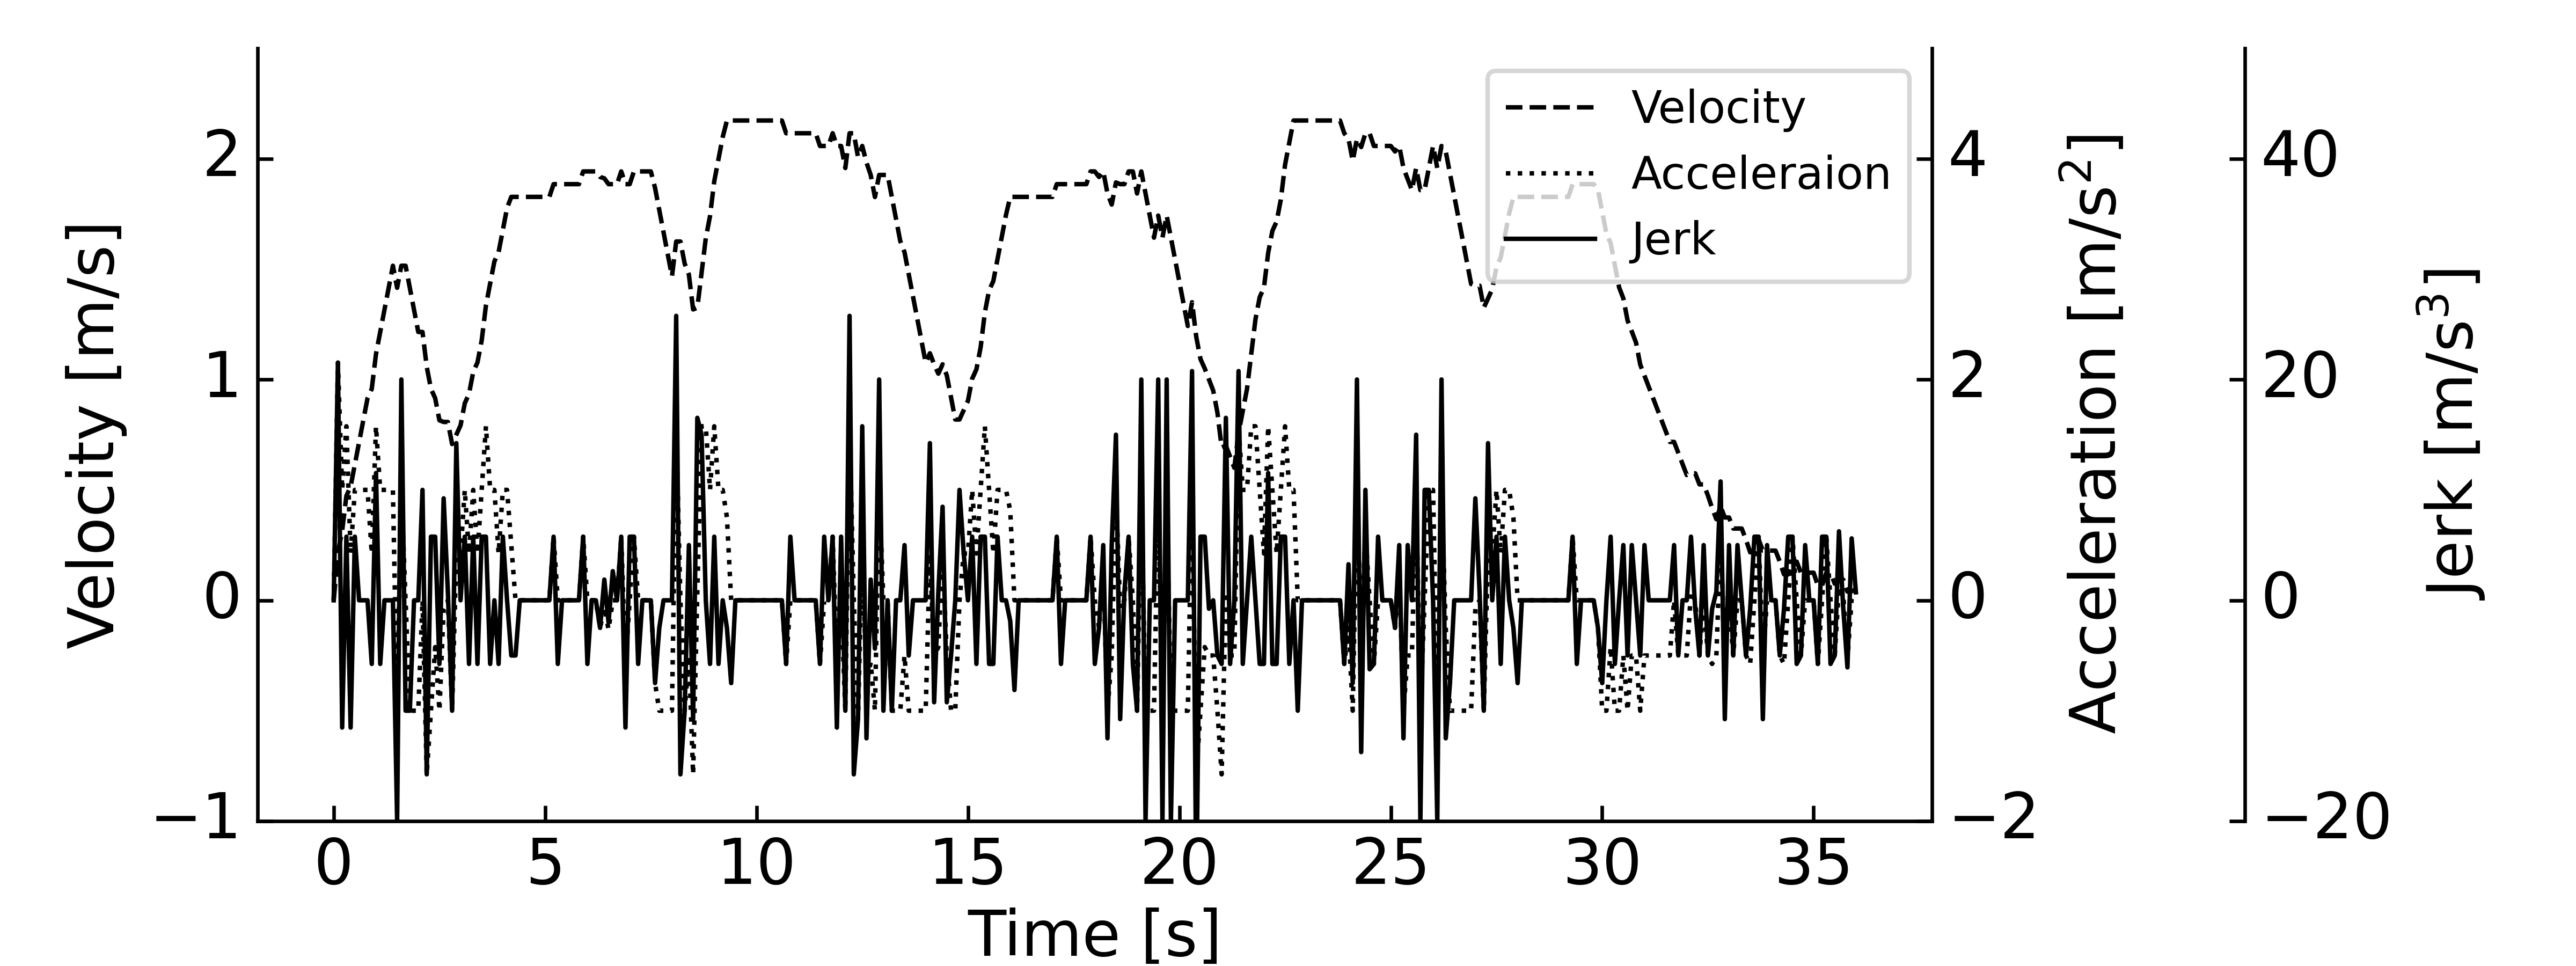 Velocity [m/s]
2
1
0
−1
Velocity
Acceleraion
Jerk
4
2
0
−2
Acceleration [m/s²]
40
20
0
−20
Jerk [m/s³]
0 5 10 15 20 25 30 35
Time [s]